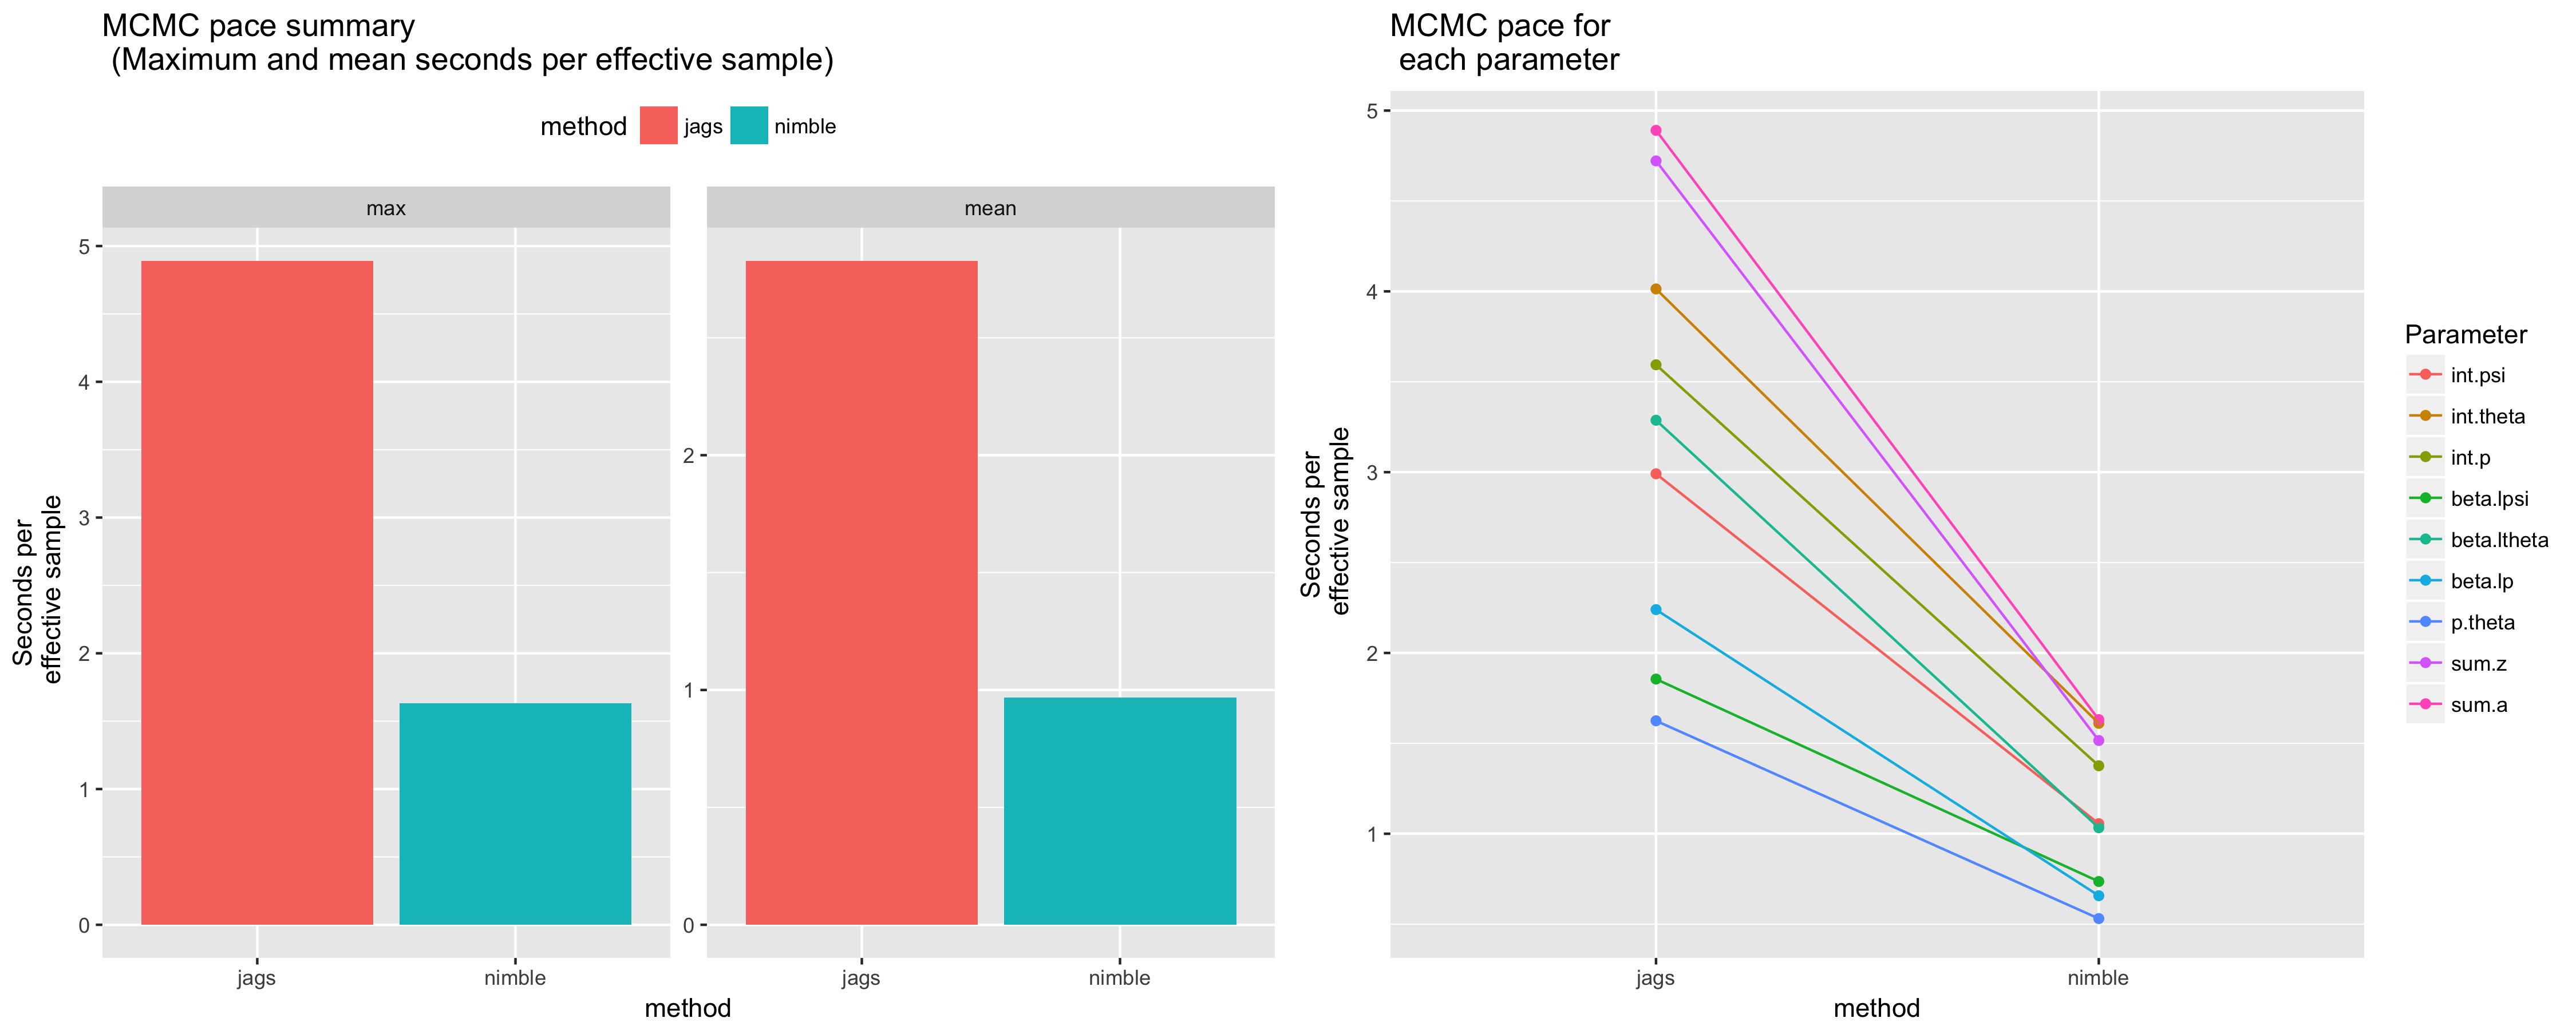 MCMC pace summary
(Maximum and mean seconds per effective sample)
method jags nimble
max
mean
Seconds per
effective sample
5
4
3
2
1
0
2
1
0
jags nimble
jags nimble
method
MCMC pace for
each parameter
Seconds per
effective sample
5
4
3
2
1
jags nimble
method
Parameter
int.psi
int.theta
int.p
beta.lpsi
beta.ltheta
beta.lp
p.theta
sum.z
sum.a